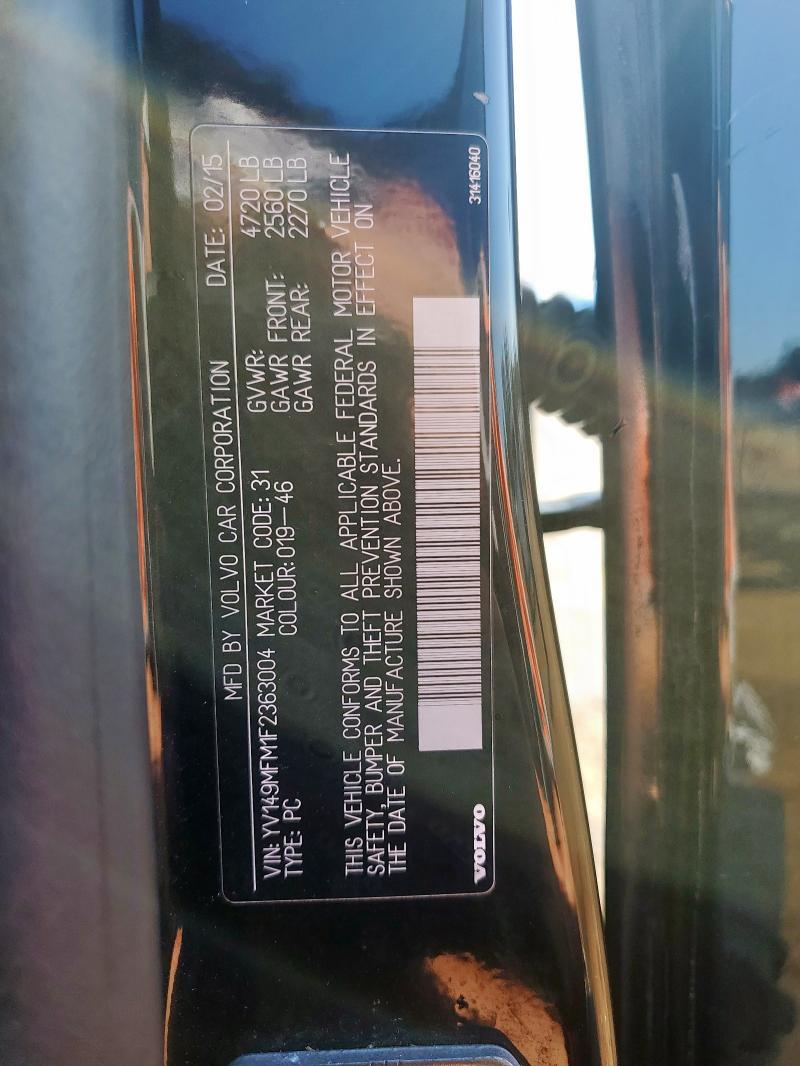 MFD BY VOLVO CAR CORPORATION DATE: 02/15
VIN: YV149MFM1F2363004 MARKET CODE: 31 GVWR: 4720 LB
TYPE: PC COLOUR: 019-46 GAWR FRONT: 2560 LB
GAWR REAR: 2270 LB
THIS VEHICLE CONFORMS TO ALL APPLICABLE FEDERAL MOTOR VEHICLE
SAFETY, BUMPER AND THEFT PREVENTION STANDARDS IN EFFECT ON
THE DATE OF MANUFACTURE SHOWN ABOVE.
VOLVO 31416040